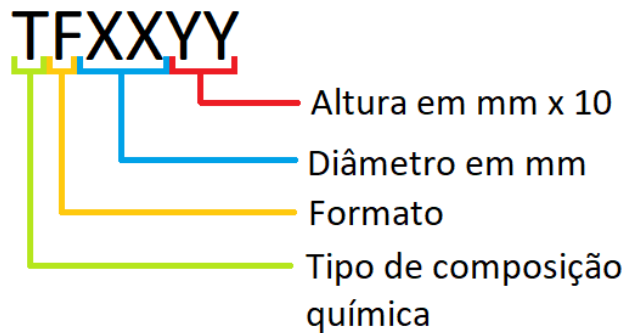 TFXXYY
Altura em mm x 10
Diâmetro em mm
Formato
Tipo de composição
química